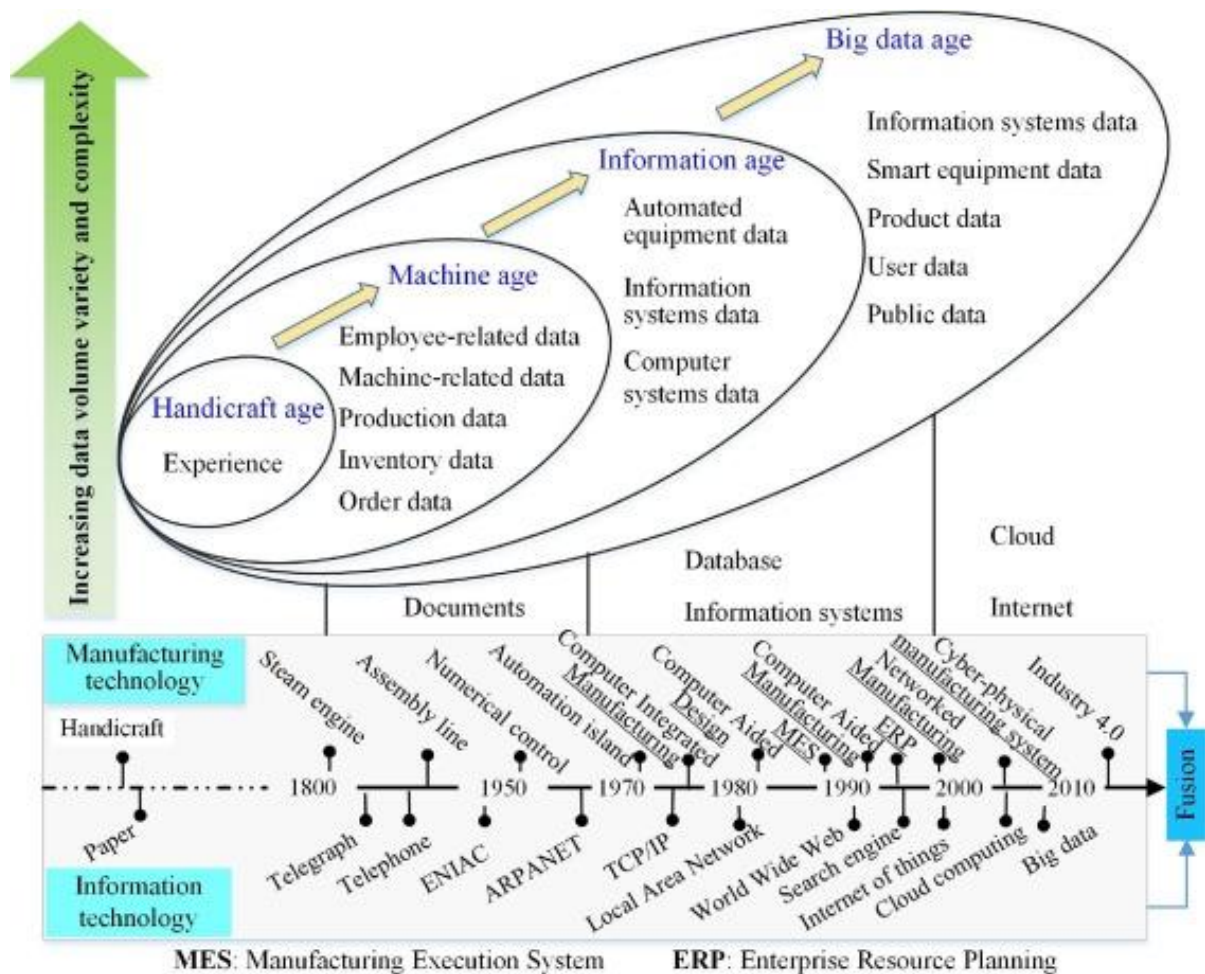 Increasing data volume variety and complexity
Big data age
Information systems data
Smart equipment data
Product data
User data
Public data
Information age
Automated
equipment data
Information
systems data
Computer
systems data
Machine age
Employee-related data
Machine-related data
Production data
Inventory data
Order data
Handicraft age
Experience
Documents
Database
Information systems
Cloud
Internet
Manufacturing
technology
Handicraft
Steam engine
Assembly line
Numerical control
Automation island
Computer Integrated
Manufacturing
Computer Aided
Design
MES
Computer Aided
Manufacturing
ERP
Networked
Manufacturing
Cyber-physical
manufacturing system
Industry 4.0
1800
1950
1970
1980
1990
2000
2010
Fusion
Paper
Telegraph
Telephone
ENIAC
ARPANET
TCP/IP
Local Area Network
World Wide Web
Search engine
Internet of things
Cloud computing
Big data
Information
technology
MES: Manufacturing Execution System
ERP: Enterprise Resource Planning